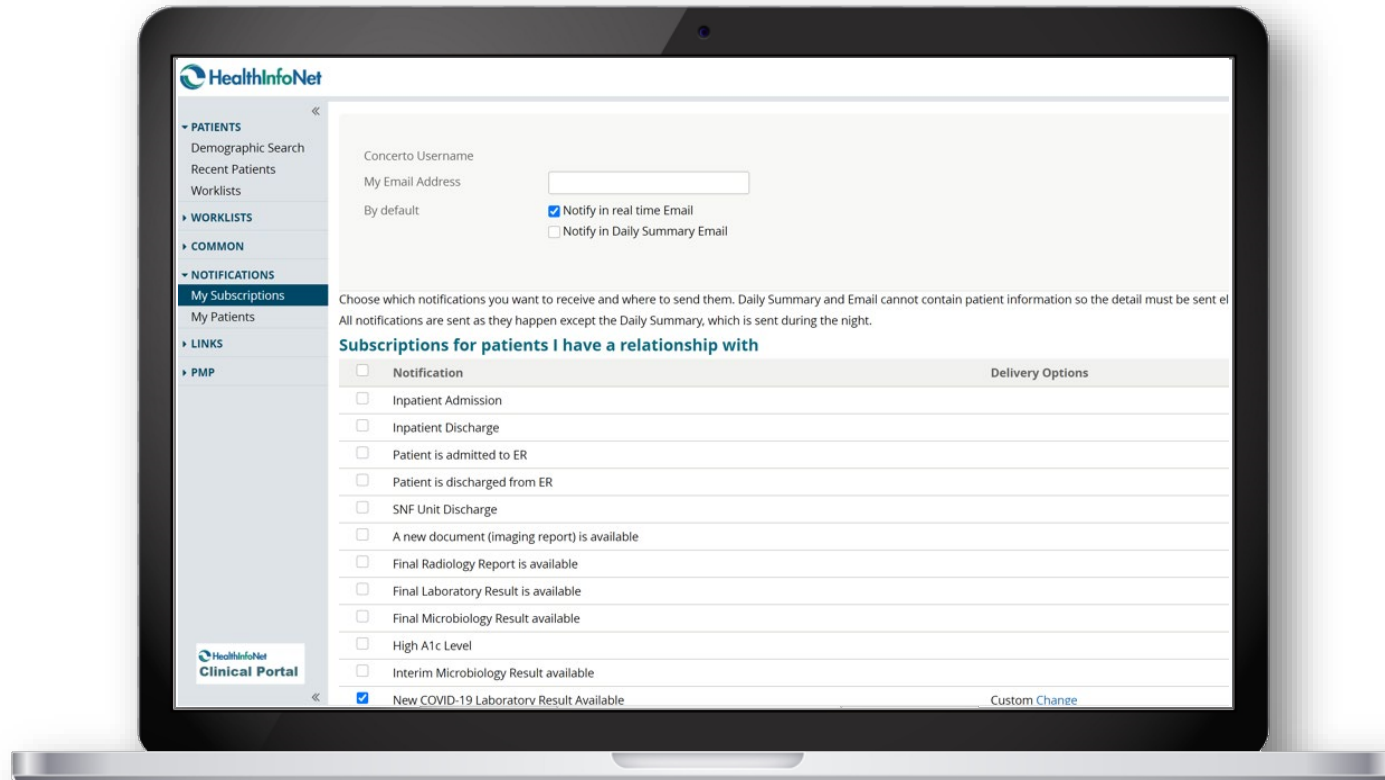 HealthInfoNet
«
PATIENTS
Demographic Search
Recent Patients
Worklists
WORKLISTS
COMMON
NOTIFICATIONS
My Subscriptions
My Patients
LINKS
PMP
HealthInfoNet
Clinical Portal
«
Concerto Username
My Email Address
By default Notify in real time Email
Notify in Daily Summary Email
Choose which notifications you want to receive and where to send them. Daily Summary and Email cannot contain patient information so the detail must be sent el
All notifications are sent as they happen except the Daily Summary, which is sent during the night.
Subscriptions for patients I have a relationship with
Notification Delivery Options
Inpatient Admission
Inpatient Discharge
Patient is admitted to ER
Patient is discharged from ER
SNF Unit Discharge
A new document (imaging report) is available
Final Radiology Report is available
Final Laboratory Result is available
Final Microbiology Result available
High A1c Level
Interim Microbiology Result available
New COVID-19 Laboratory Result Available Custom Change